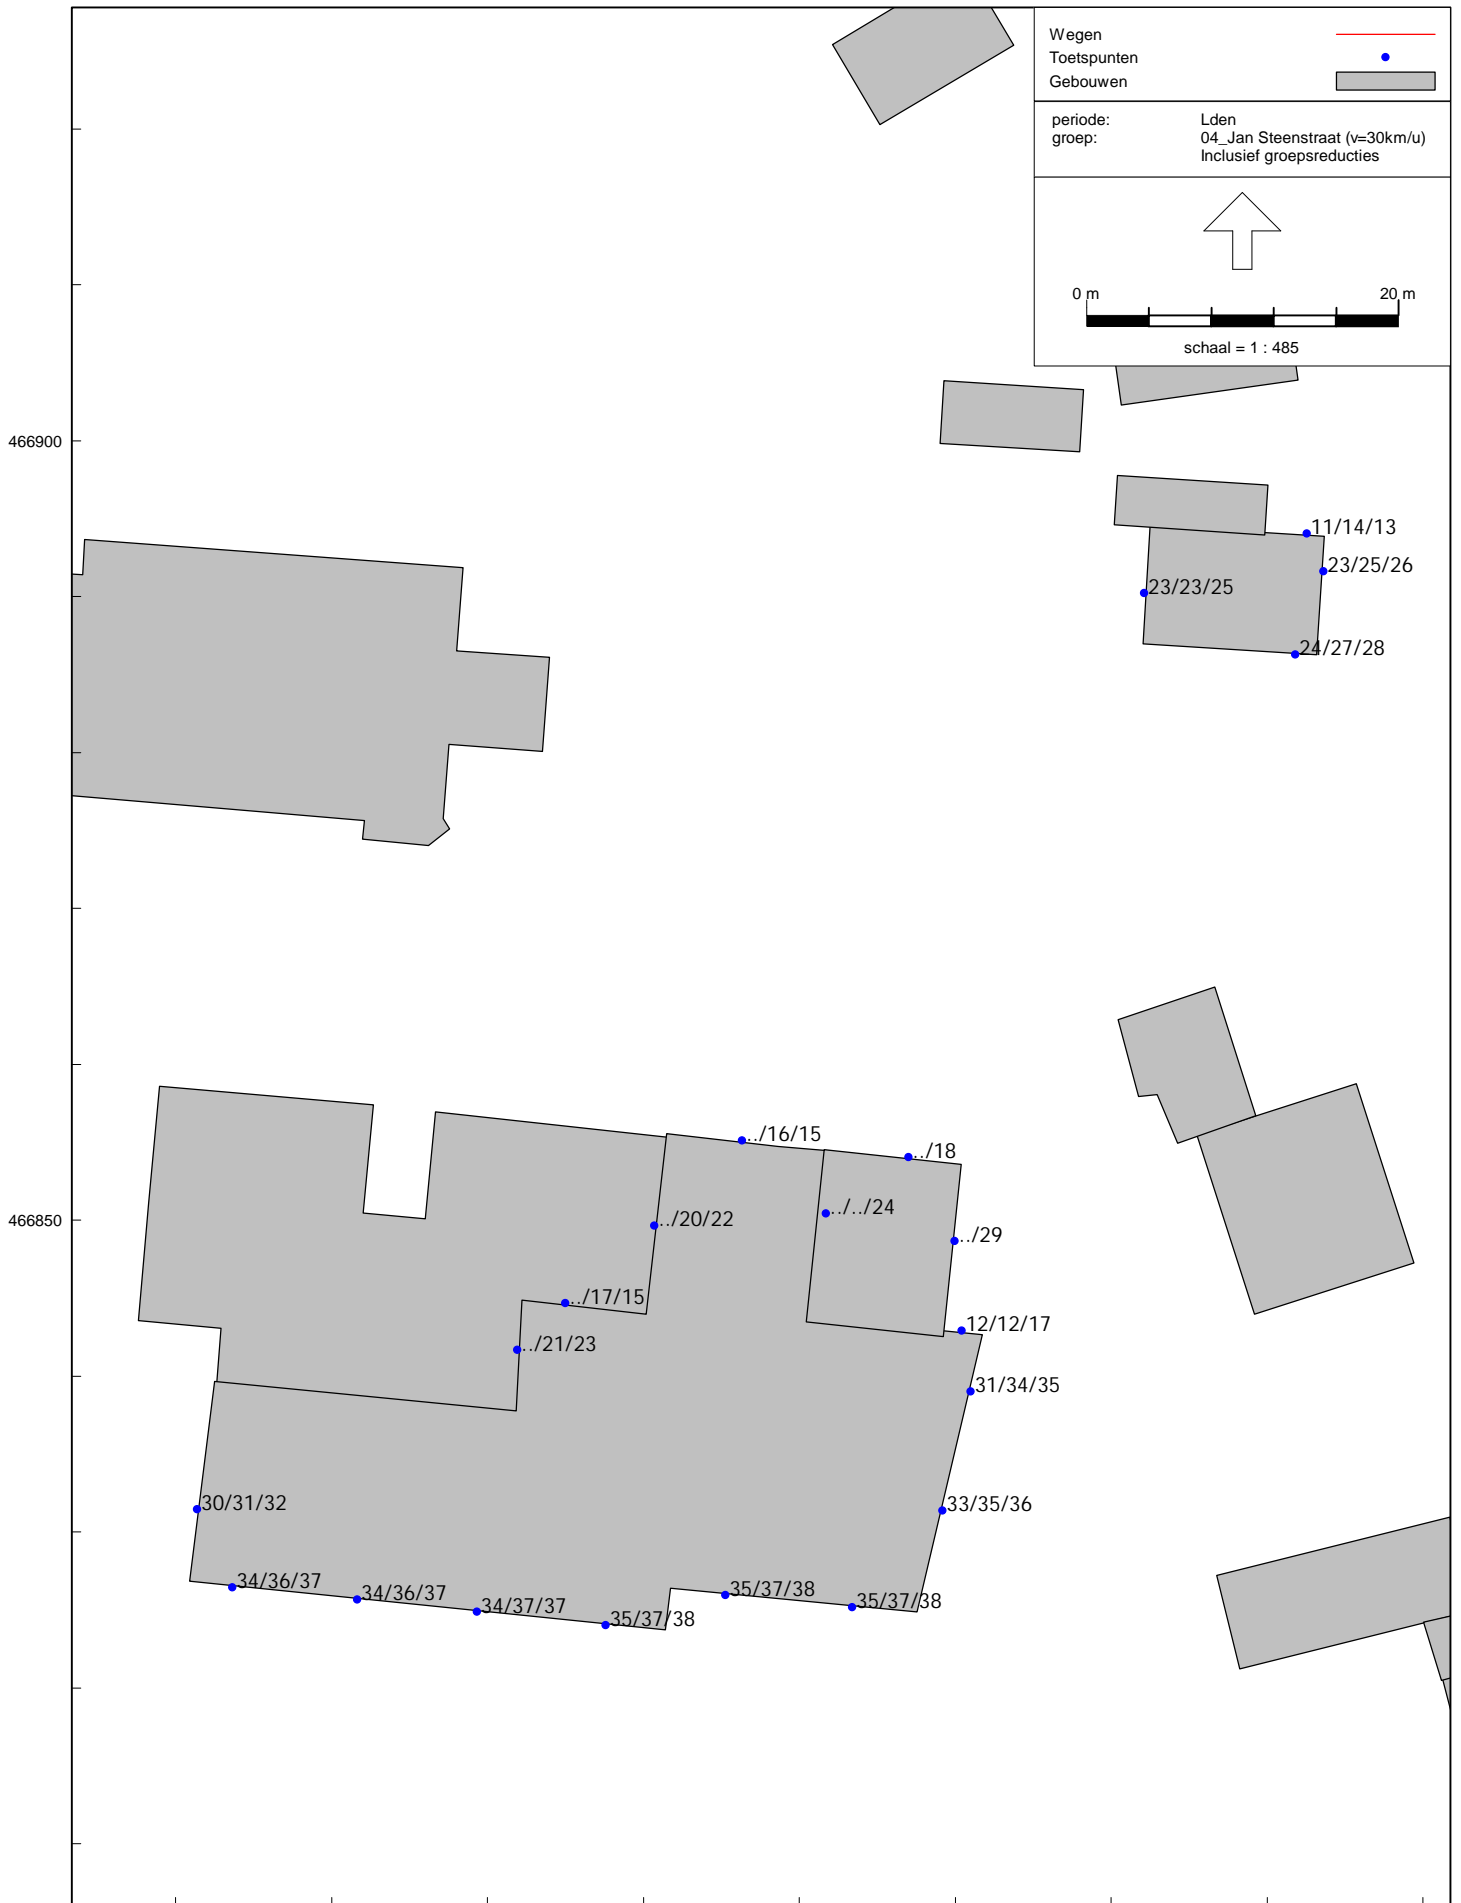 Wegen
Toetspunten
Gebouwen
periode: Lden
groep: 04_Jan Steenstraat (v=30km/u)
Inclusief groepsreducties
0 m 20 m
schaal = 1 : 485
466900
11/14/13
23/25/26
23/23/25
24/27/28
../16/15
../18
../../24
466850
../20/22
../29
../17/15
12/12/17
../21/23
31/34/35
30/31/32
33/35/36
34/36/37
34/36/37
35/37/38
34/37/37
35/37/38
35/37/38